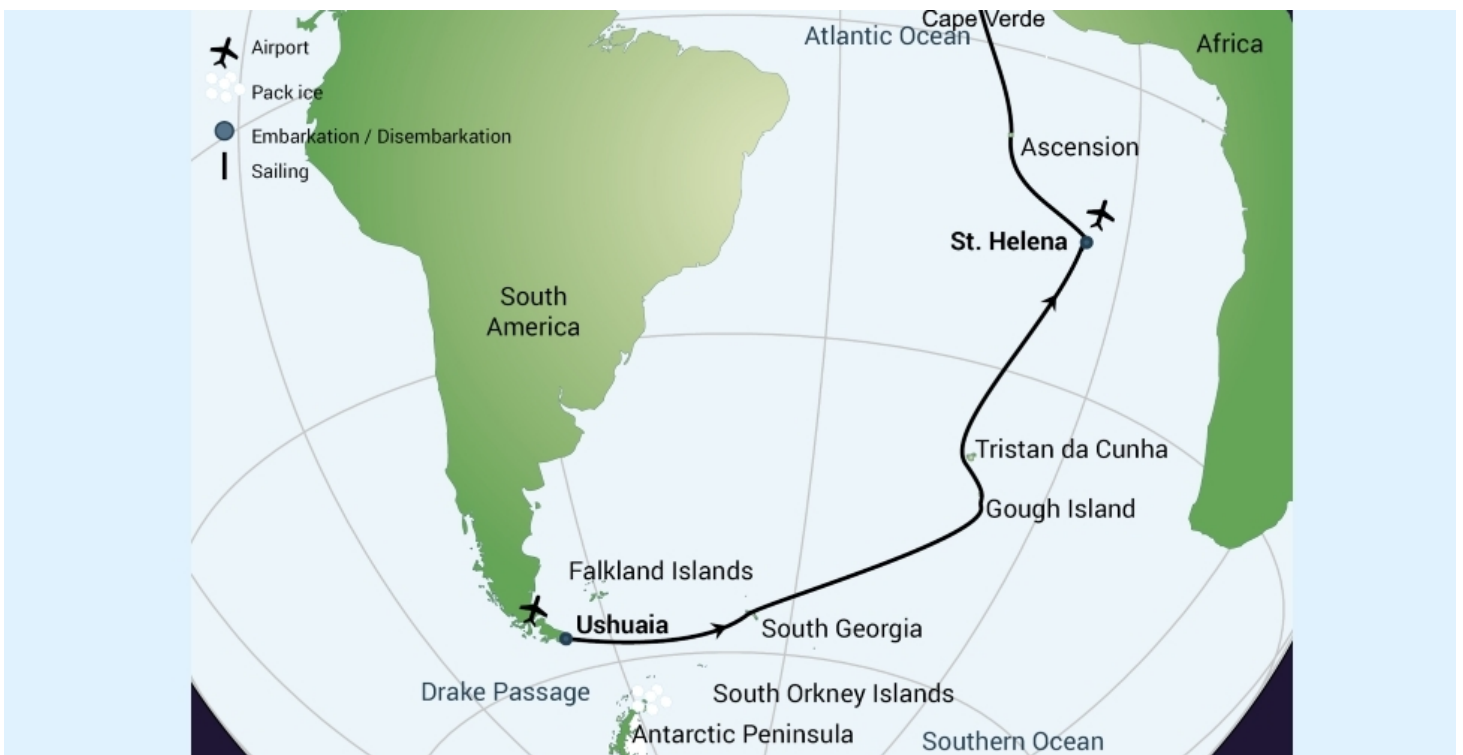 Cape Verde
Atlantic Ocean
Africa
Airport
Pack ice
Embarkation / Disembarkation
Sailing
Ascension
St. Helena
South
America
Tristan da Cunha
Gough Island
Falkland Islands
Ushuaia
South Georgia
Drake Passage
South Orkney Islands
Antarctic Peninsula
Southern Ocean